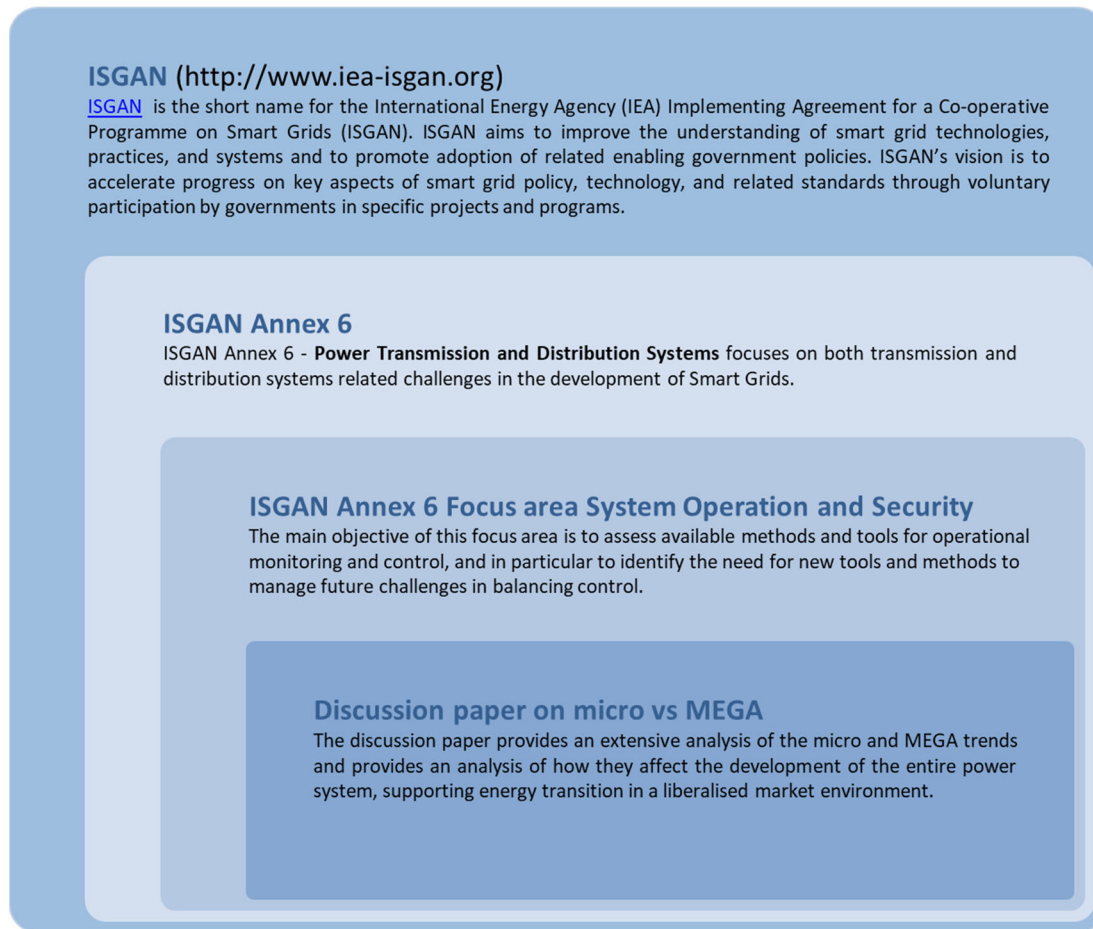 ISGAN (http://www.iea-isgan.org)
ISGAN is the short name for the International Energy Agency (IEA) Implementing Agreement for a Co-operative
Programme on Smart Grids (ISGAN). ISGAN aims to improve the understanding of smart grid technologies,
practices, and systems and to promote adoption of related enabling government policies. ISGAN's vision is to
accelerate progress on key aspects of smart grid policy, technology, and related standards through voluntary
participation by governments in specific projects and programs.
ISGAN Annex 6
ISGAN Annex 6 - Power Transmission and Distribution Systems focuses on both transmission and
distribution systems related challenges in the development of Smart Grids.
ISGAN Annex 6 Focus area System Operation and Security
The main objective of this focus area is to assess available methods and tools for operational
monitoring and control, and in particular to identify the need for new tools and methods to
manage future challenges in balancing control.
Discussion paper on micro vs MEGA
The discussion paper provides an extensive analysis of the micro and MEGA trends
and provides an analysis of how they affect the development of the entire power
system, supporting energy transition in a liberalised market environment.